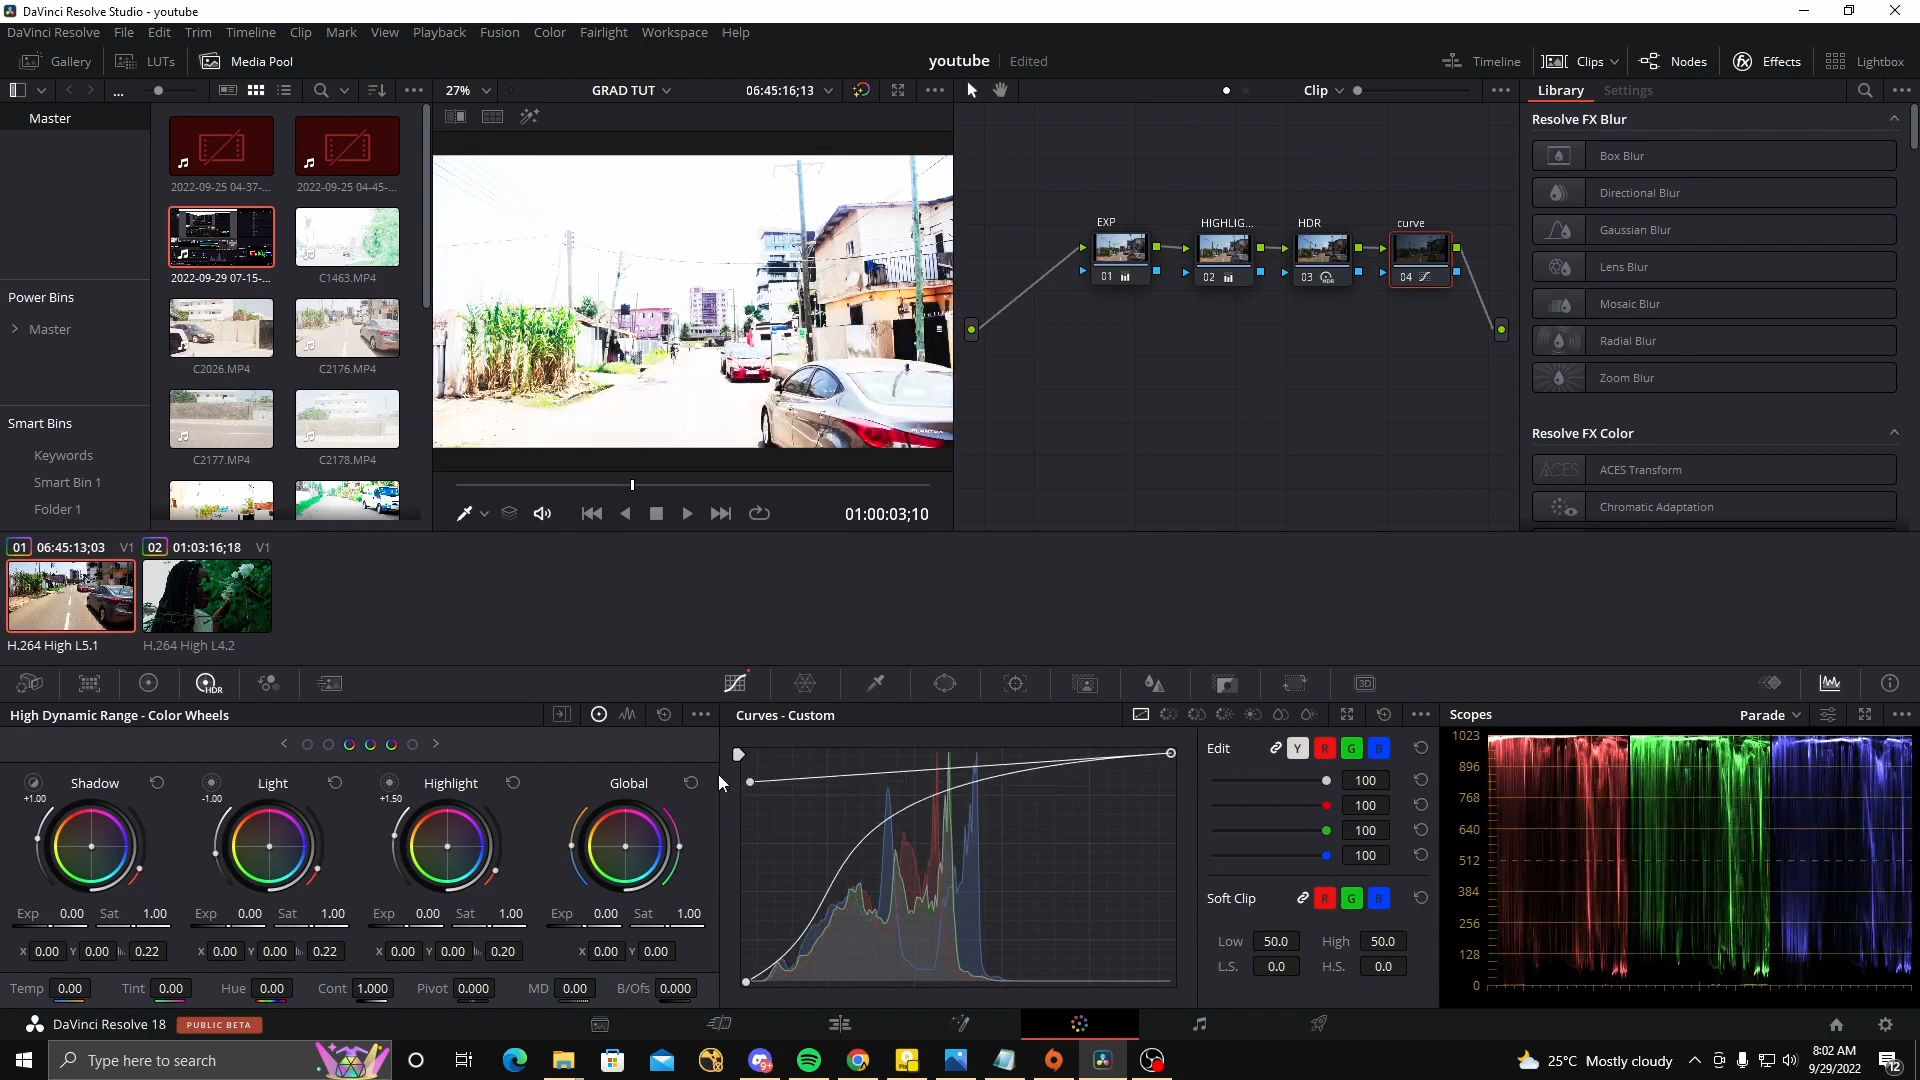 DaVinci Resolve Studio - youtube
DaVinci Resolve File Edit Trim Timeline Clip Mark View Playback Fusion Color Fairlight Workspace Help
Gallery LUTs Media Pool youtube Edited Timeline Clips Nodes Effects Lightbox
... 27% GRAD TUT 06:45:16;13 Clip Library Settings
Master
Resolve FX Blur
Box Blur
2022-09-25 04-37-... 2022-09-25 04-45-...
Directional Blur
EXP HIGHLIG... HDR curve
Gaussian Blur
Lens Blur
01 02 03 HDR 04
2022-09-29 07-15-... C1463.MP4
Power Bins
Mosaic Blur
Master
Radial Blur
C2026.MP4 C2176.MP4
Zoom Blur
Smart Bins
Resolve FX Color
Keywords
C2177.MP4 C2178.MP4
ACES ACES Transform
Smart Bin 1
Folder 1
Chromatic Adaptation
01:00:03;10
01 06:45:13;03 V1 02 01:03:16;18 V1
H.264 High L5.1 H.264 High L4.2
HDR 3D
High Dynamic Range - Color Wheels Curves - Custom Scopes Parade
Edit Y R G B
Shadow Light Highlight Global
+1.00 -1.00 +1.50
100
100
100
100
Soft Clip R G B
Exp 0.00 Sat 1.00 Exp 0.00 Sat 1.00 Exp 0.00 Sat 1.00 Exp 0.00 Sat 1.00
Low 50.0 High 50.0
X 0.00 Y 0.00 0.22 X 0.00 Y 0.00 0.22 X 0.00 Y 0.00 0.20 X 0.00 Y 0.00
L.S. 0.0 H.S. 0.0
Temp 0.00 Tint 0.00 Hue 0.00 Cont 1.000 Pivot 0.000 MD 0.00 B/Ofs 0.000
1023
896
768
640
512
384
256
128
0
DaVinci Resolve 18 PUBLIC BETA
Type here to search
9+
25°C Mostly cloudy
8:02 AM
9/29/2022
12